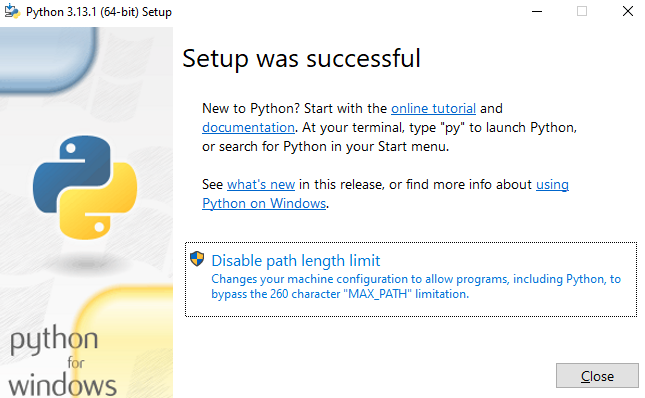 Python 3.13.1 (64-bit) Setup
Setup was successful
New to Python? Start with the online tutorial and
documentation. At your terminal, type "py" to launch Python,
or search for Python in your Start menu.
See what's new in this release, or find more info about using
Python on Windows.
Disable path length limit
Changes your machine configuration to allow programs, including Python, to
bypass the 260 character "MAX_PATH" limitation.
python
for
windows
Close